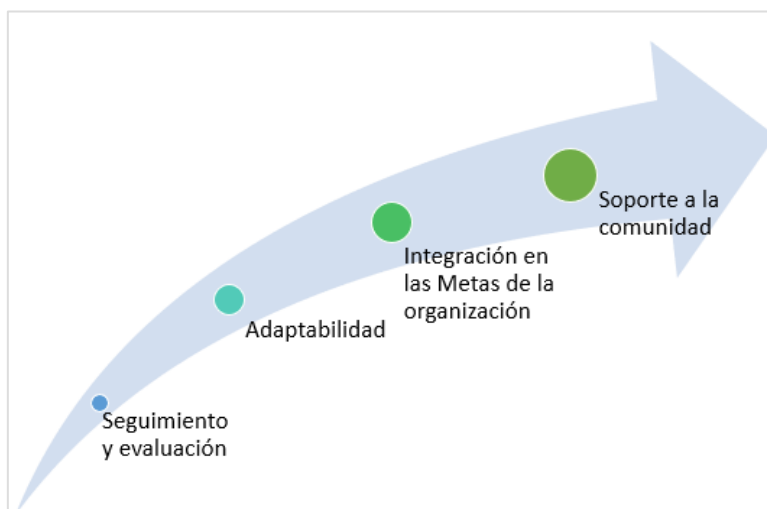 Soporte a la
comunidad
Integración en
las Metas de la
organización
Adaptabilidad
Seguimiento
y evaluación